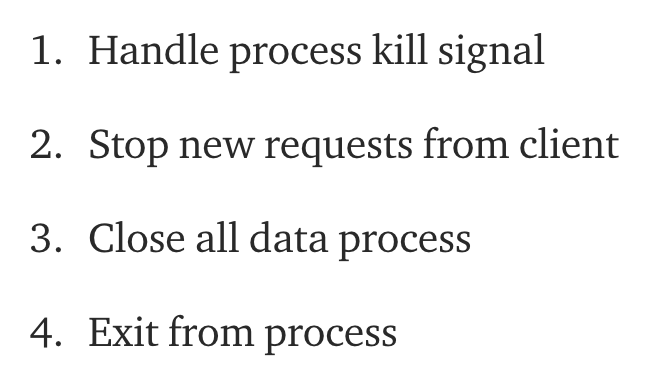 1. Handle process kill signal
2. Stop new requests from client
3. Close all data process
4. Exit from process